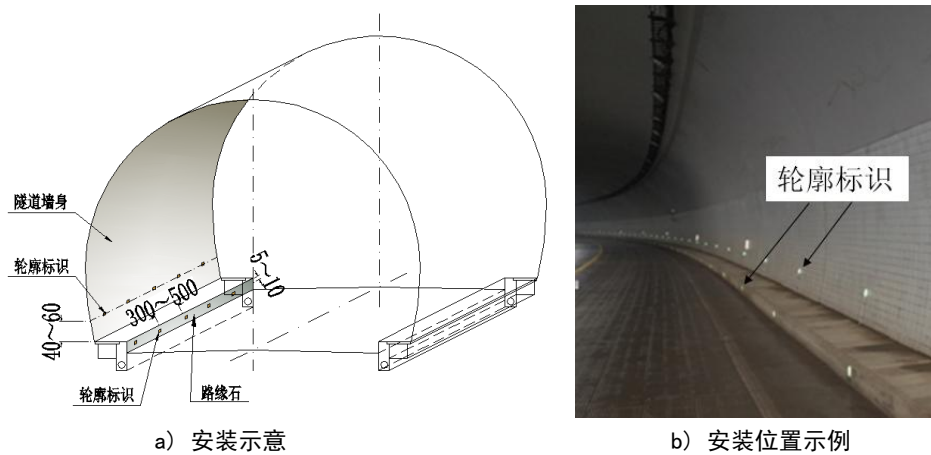 隧道墙身
轮廓标识
5～10
300～500
40～60
轮廓标识
路缘石
轮廓标识
a) 安装示意
b) 安装位置示例